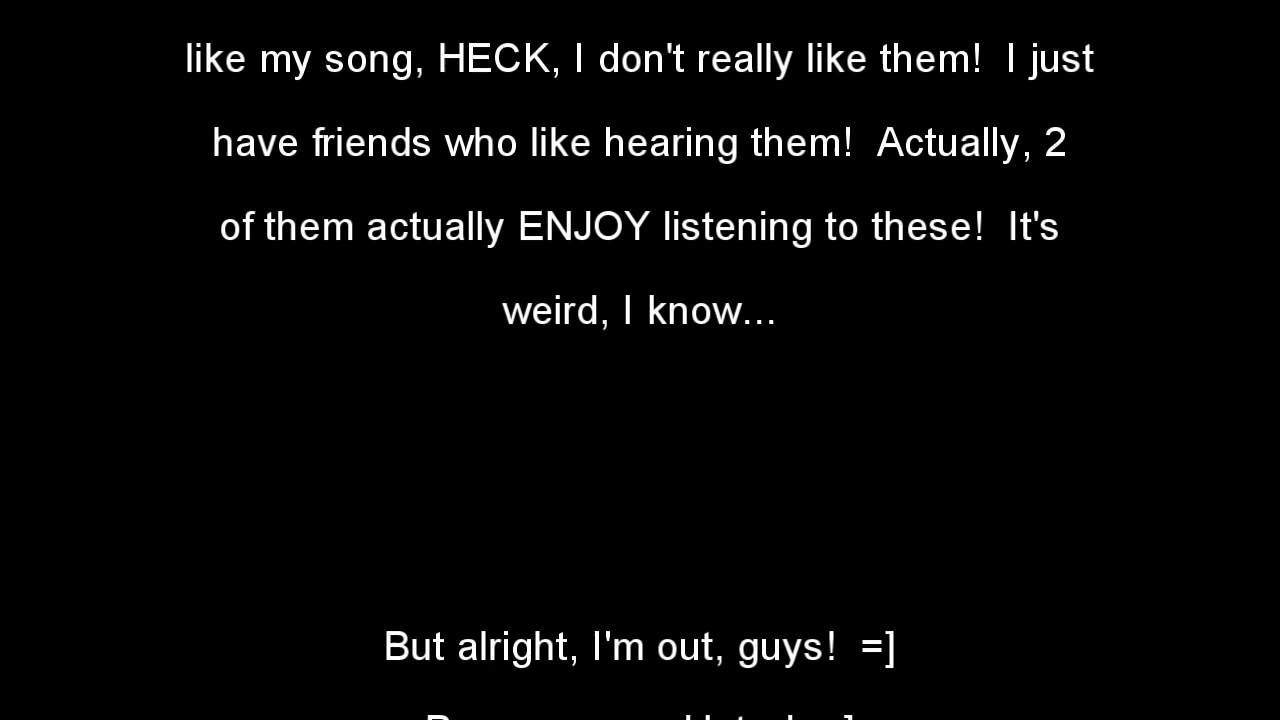 like my song, HECK, I don't really like them!  I just
have friends who like hearing them!  Actually, 2
of them actually ENJOY listening to these!  It's
weird, I know...
But alright, I'm out, guys!  =]